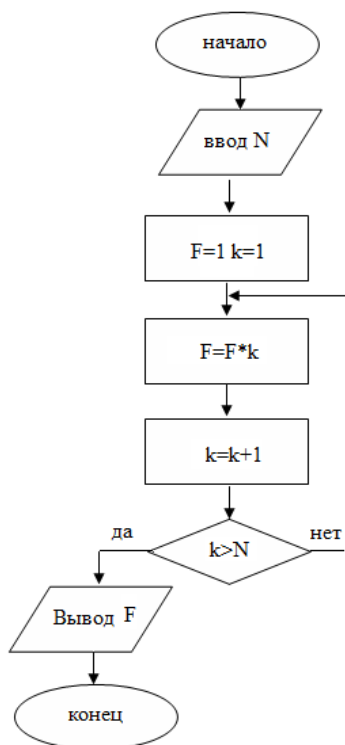 начало
ввод N
F=1 k=1
F=F*k
k=k+1
да
нет
k>N
Вывод F
конец